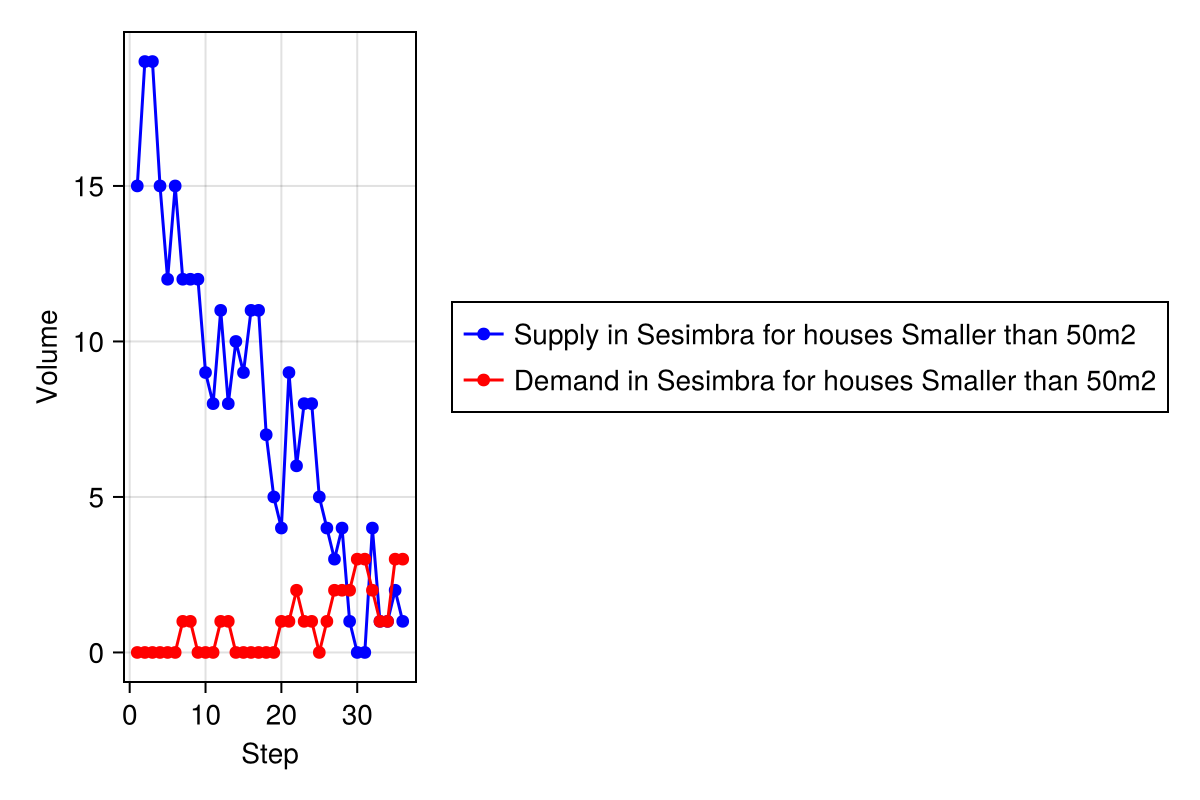 15
10
5
0
Volume
0 10 20 30
Step
Supply in Sesimbra for houses Smaller than 50m2
Demand in Sesimbra for houses Smaller than 50m2